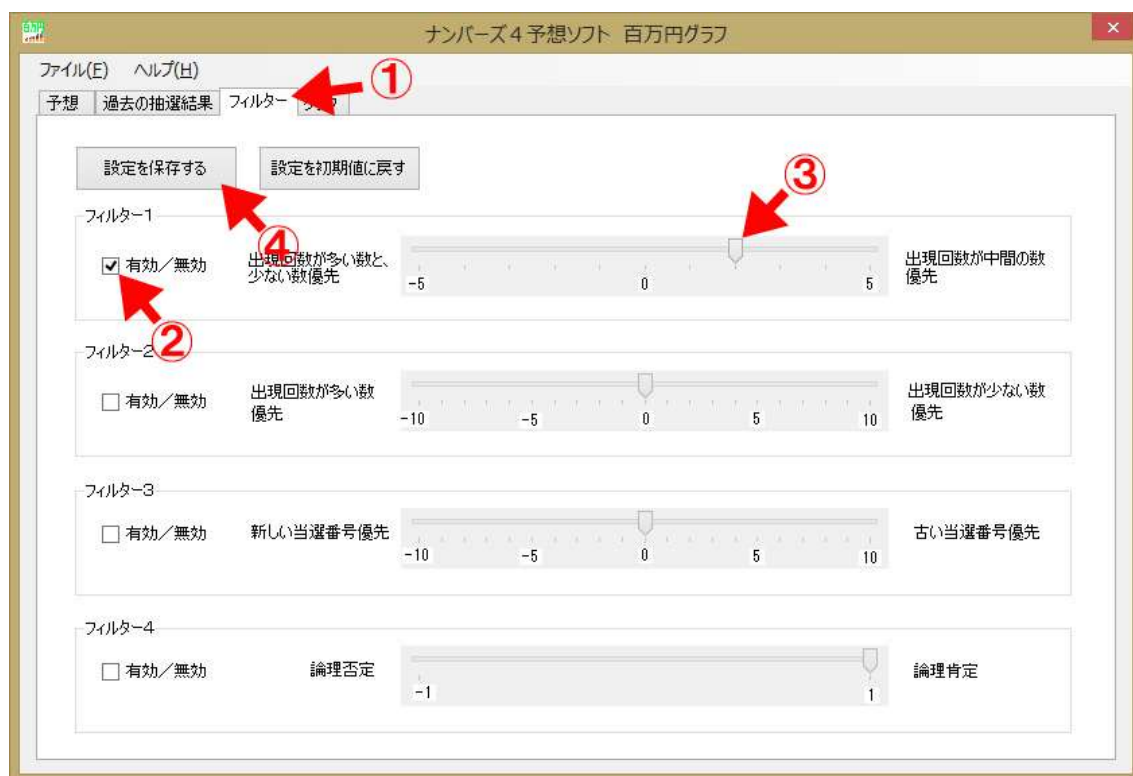 ナンバーズ4予想ソフト 百万円グラフ
×
ファイル(F) ヘルプ(H)
①
予想 過去の抽選結果 フィルター
設定を保存する 設定を初期値に戻す
③
フィルター1
④
有効/無効
出現回数が多い数と、
少ない数優先
-5 0 5
出現回数が中間の数
優先
②
フィルター2
有効/無効
出現回数が多い数
優先
-10 -5 0 5 10
出現回数が少ない数
優先
フィルター3
有効/無効 新しい当選番号優先
-10 -5 0 5 10
古い当選番号優先
フィルター4
有効/無効 論理否定
-1 1
論理肯定